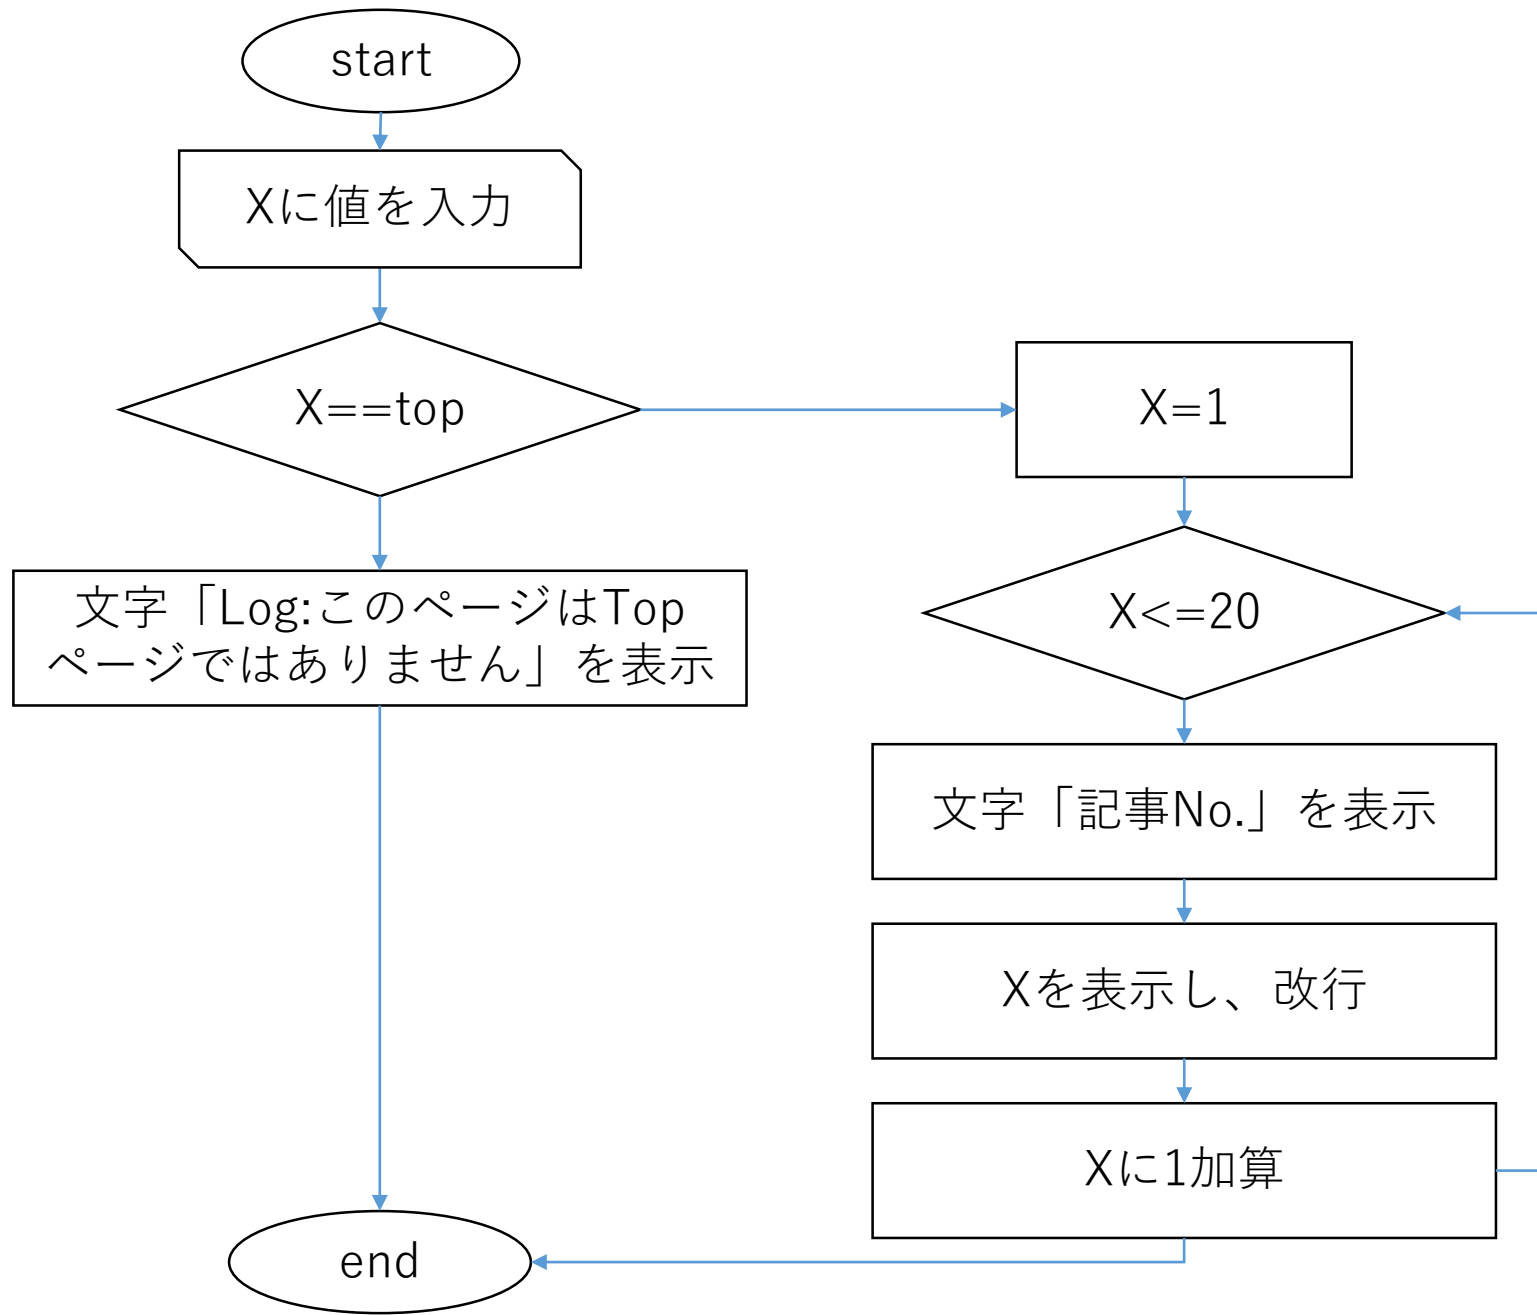 start
Xに値を入力
X==top
X=1
文字「Log:このページはTop
ページではありません」を表示
X<=20
文字「記事No.」を表示
Xを表示し、改行
Xに1加算
end